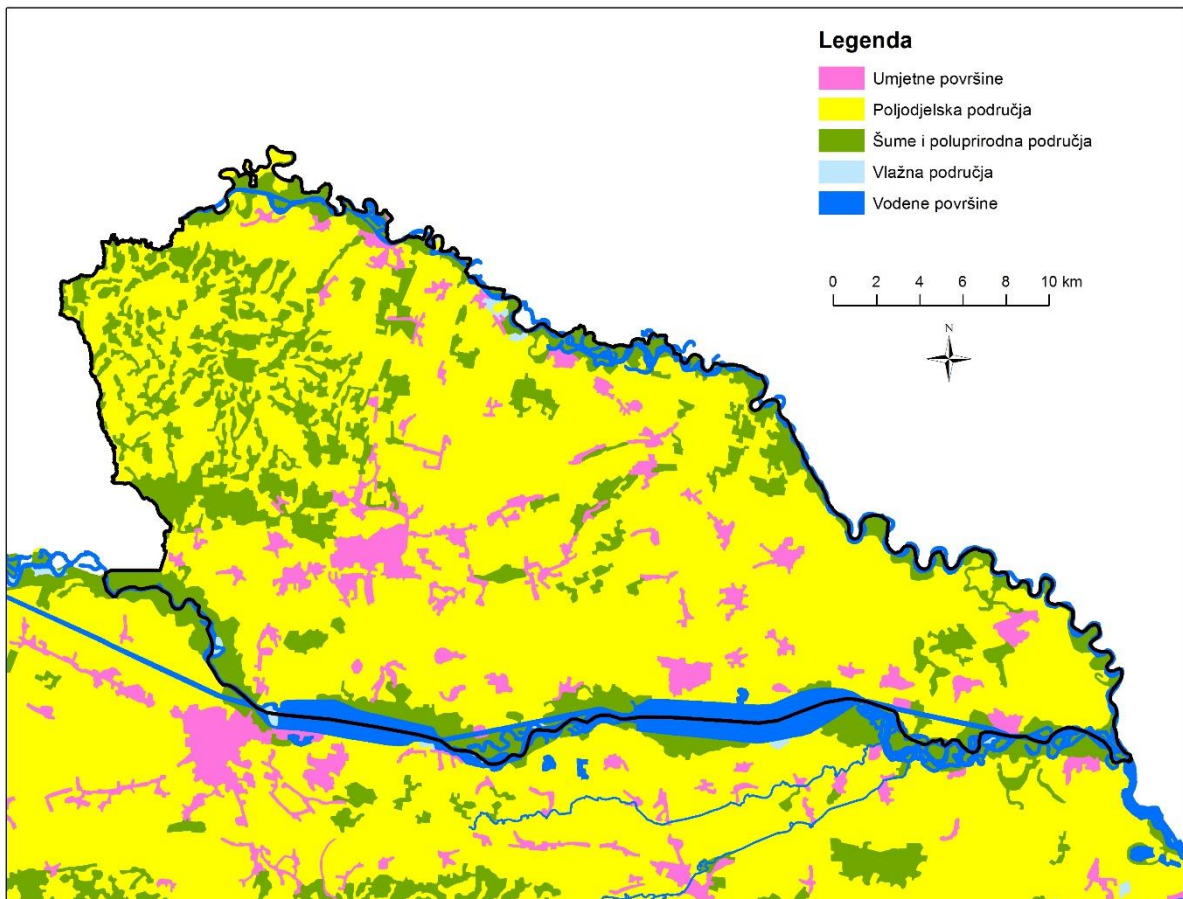 Legenda
Umjetne površine
Poljodjelska područja
Šume i poluprirodna područja
Vlažna područja
Vodene površine
0 2 4 6 8 10 km
N